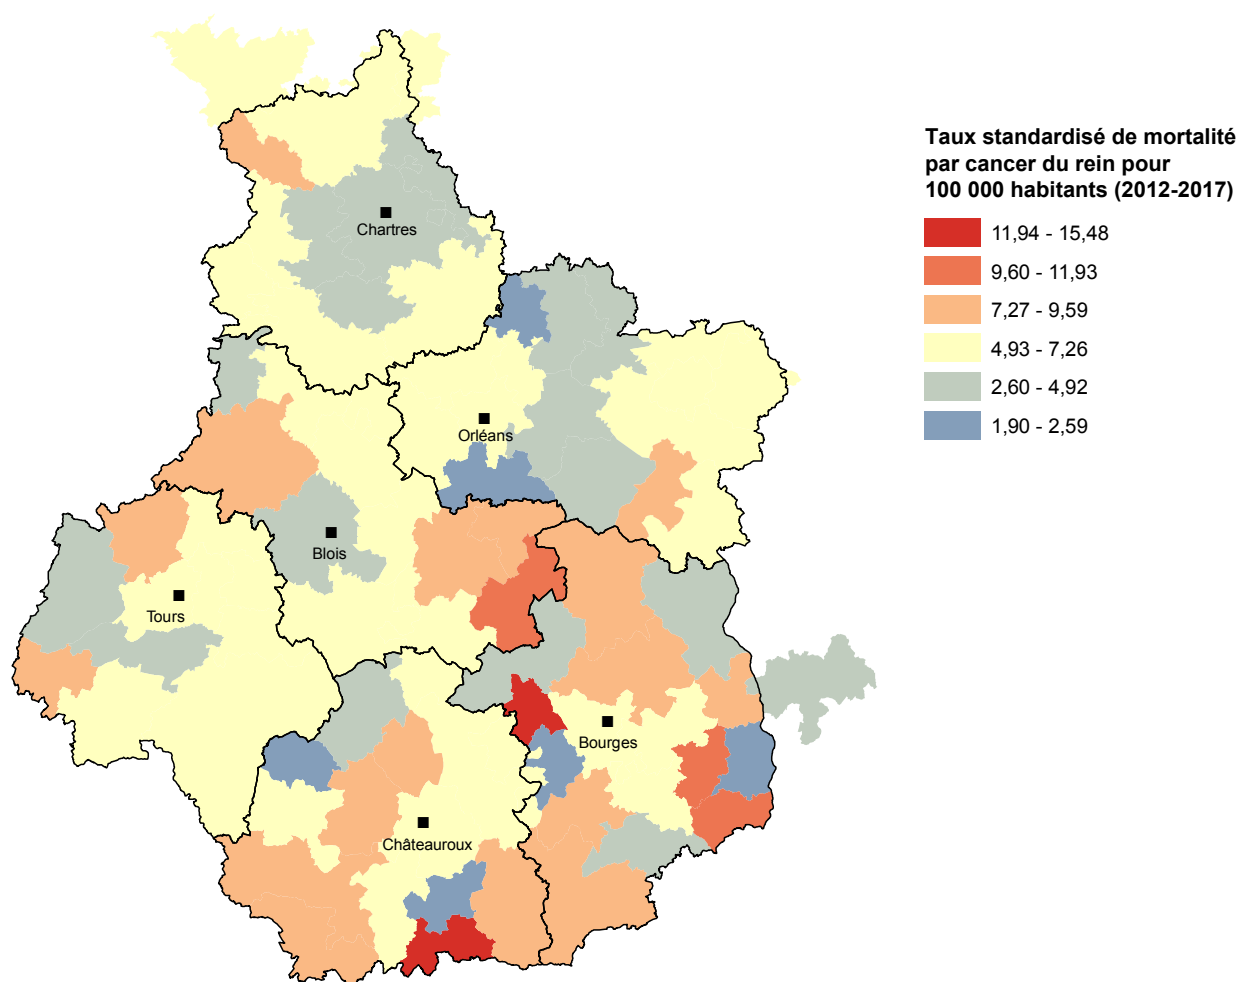 Taux standardisé de mortalité
par cancer du rein pour
100 000 habitants (2012-2017)
11,94 - 15,48
9,60 - 11,93
7,27 - 9,59
4,93 - 7,26
2,60 - 4,92
1,90 - 2,59
Chartres
Orléans
Blois
Tours
Bourges
Châteauroux